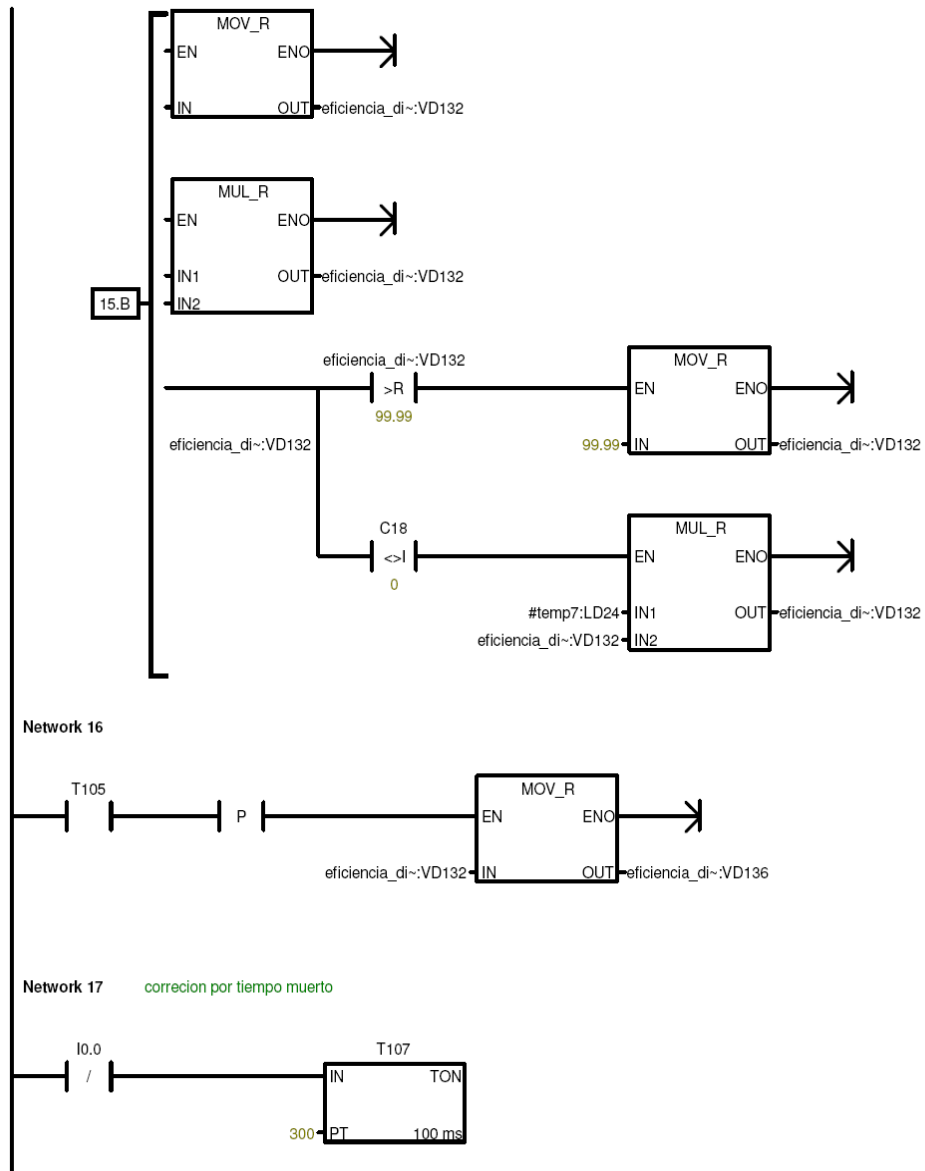 MOV_R
EN ENO
IN OUT eficiencia_di~:VD132
MUL_R
EN ENO
IN1 OUT eficiencia_di~:VD132
15.B IN2
eficiencia_di~:VD132 MOV_R
>R EN ENO
99.99
eficiencia_di~:VD132 99.99 IN OUT eficiencia_di~:VD132
C18 MUL_R
<>I EN ENO
0
#temp7:LD24 IN1 OUT eficiencia_di~:VD132
eficiencia_di~:VD132 IN2
Network 16
T105 MOV_R
P EN ENO
eficiencia_di~:VD132 IN OUT eficiencia_di~:VD136
Network 17 correcion por tiempo muerto
I0.0 T107
/ IN TON
300 PT 100 ms